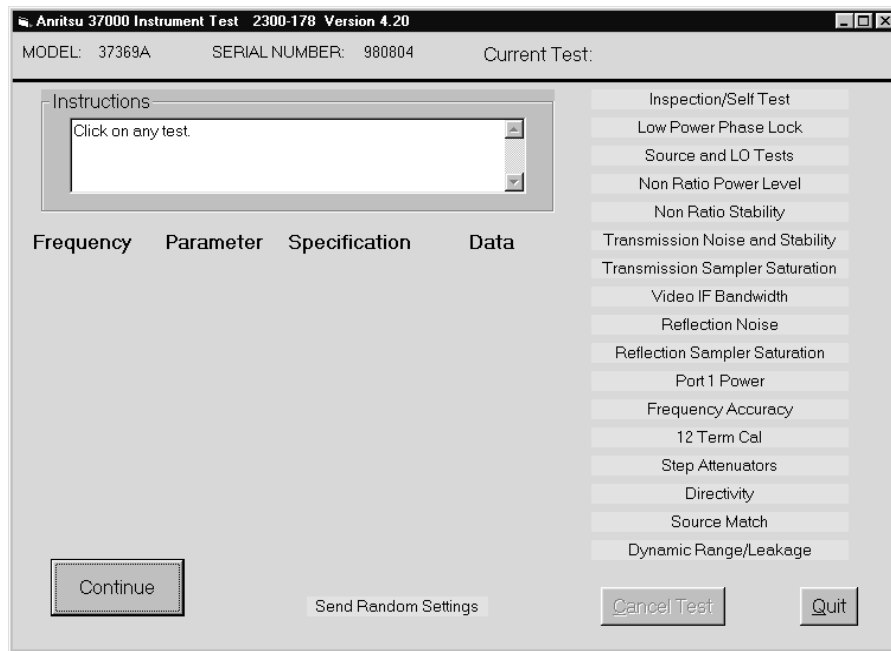 Anritsu 37000 Instrument Test 2300-178 Version 4.20
MODEL: 37369A SERIAL NUMBER: 980804 Current Test:
Instructions
Click on any test.
Frequency Parameter Specification Data
Inspection/Self Test
Low Power Phase Lock
Source and LO Tests
Non Ratio Power Level
Non Ratio Stability
Transmission Noise and Stability
Transmission Sampler Saturation
Video IF Bandwidth
Reflection Noise
Reflection Sampler Saturation
Port 1 Power
Frequency Accuracy
12 Term Cal
Step Attenuators
Directivity
Source Match
Dynamic Range/Leakage
Continue
Send Random Settings
Cancel Test
Quit